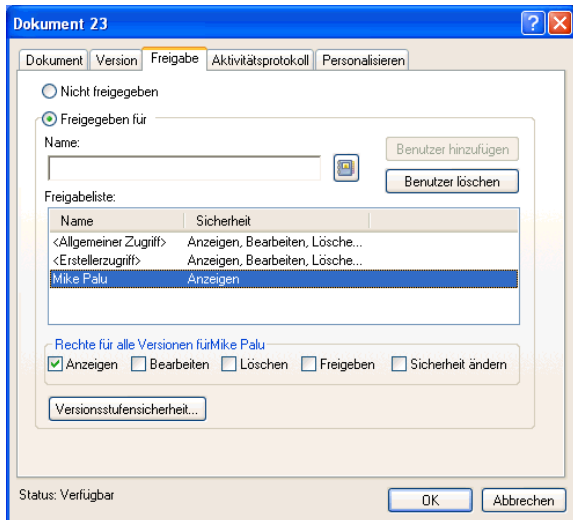 Dokument 23
Dokument Version Freigabe Aktivitätsprotokoll Personalisieren
Nicht freigegeben
Freigegeben für
Name:
Benutzer hinzufügen
Benutzer löschen
Freigabeliste:
Name Sicherheit
<Allgemeiner Zugriff> Anzeigen, Bearbeiten, Lösche...
<Erstellerzugriff> Anzeigen, Bearbeiten, Lösche...
Mike Palu Anzeigen
Rechte für alle Versionen fürMike Palu
Anzeigen Bearbeiten Löschen Freigeben Sicherheit ändern
Versionsstufensicherheit...
Status: Verfügbar
OK Abbrechen